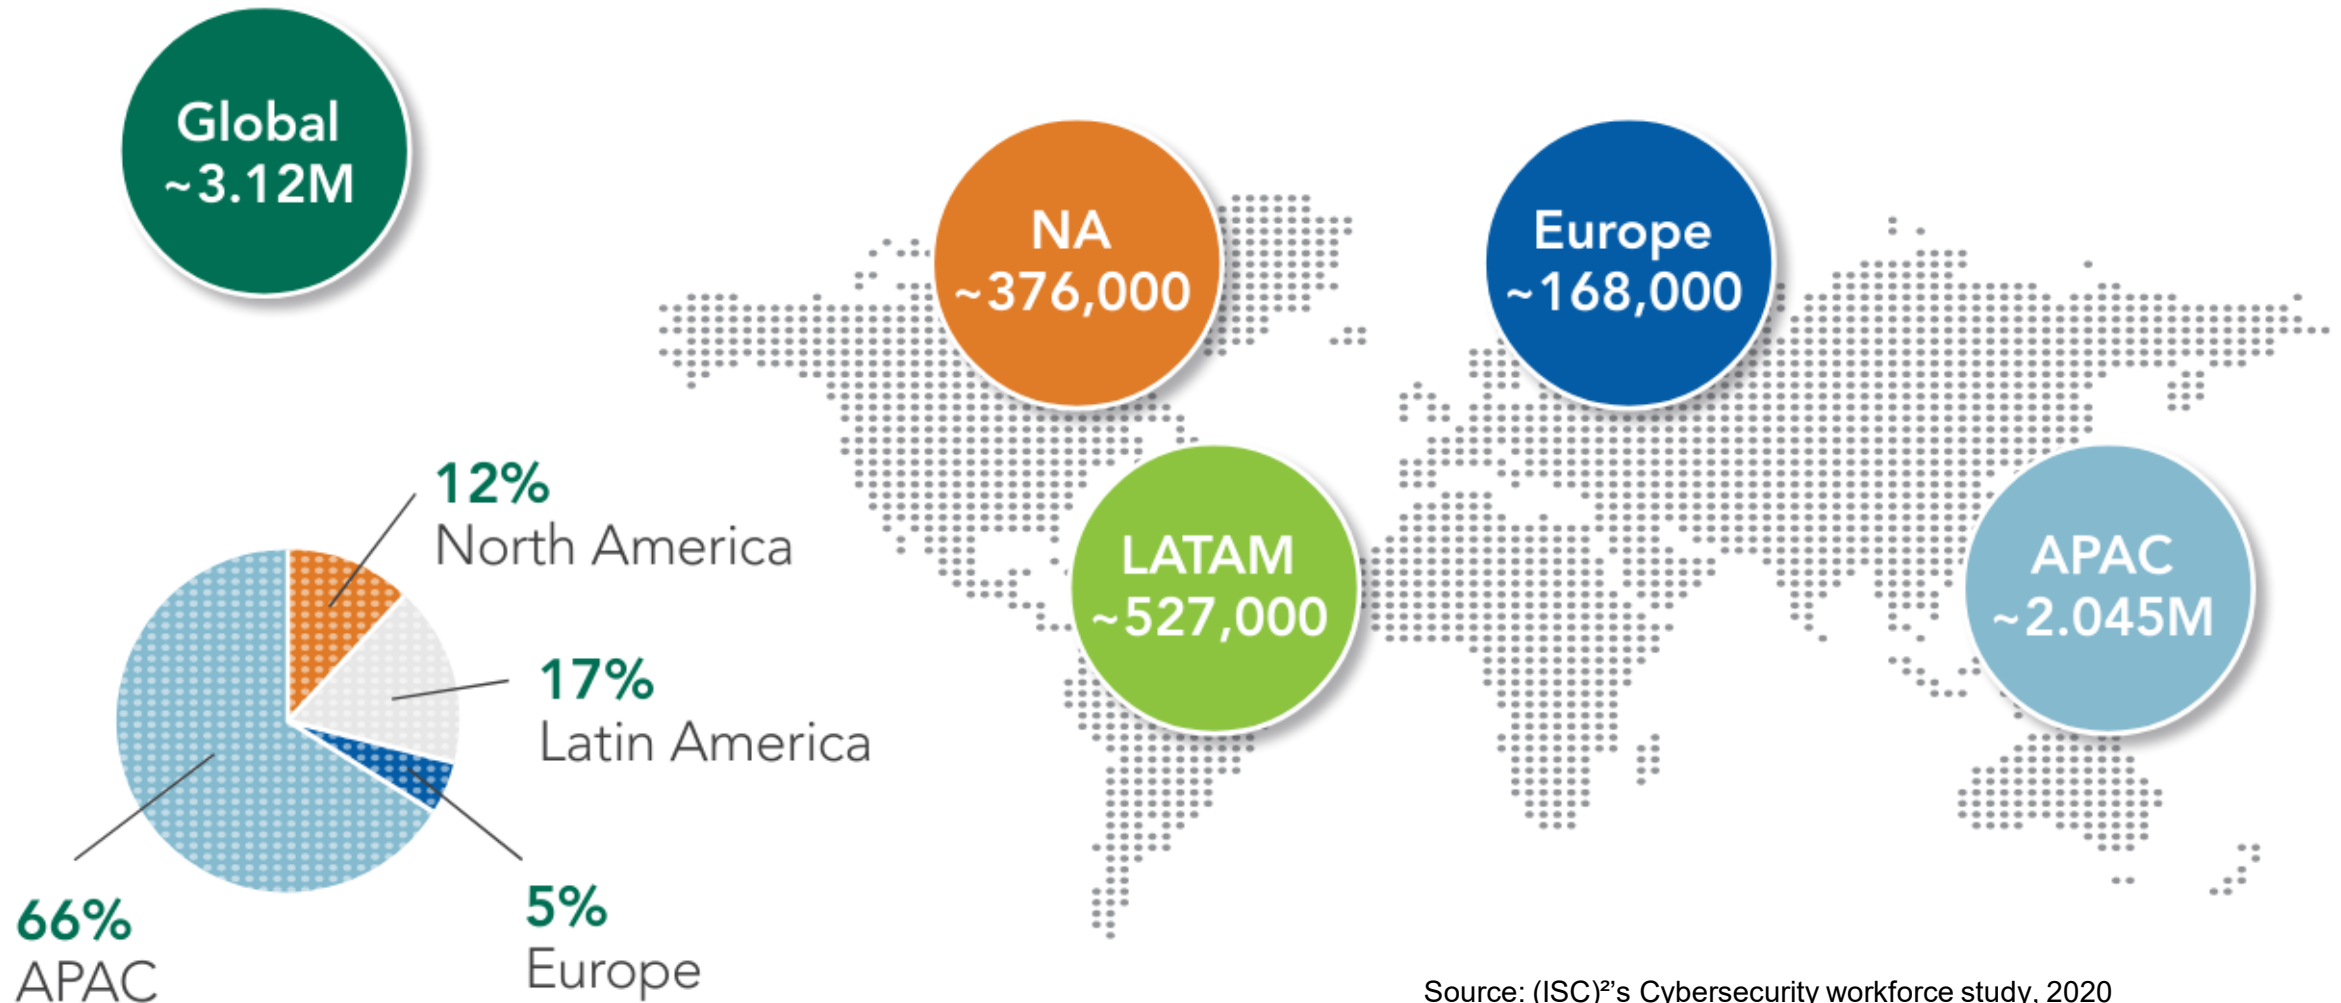 Global
~3.12M
NA
~376,000
Europe
~168,000
LATAM
~527,000
APAC
~2.045M
12%
North America
17%
Latin America
5%
Europe
66%
APAC
Source: (ISC)²’s Cybersecurity workforce study, 2020